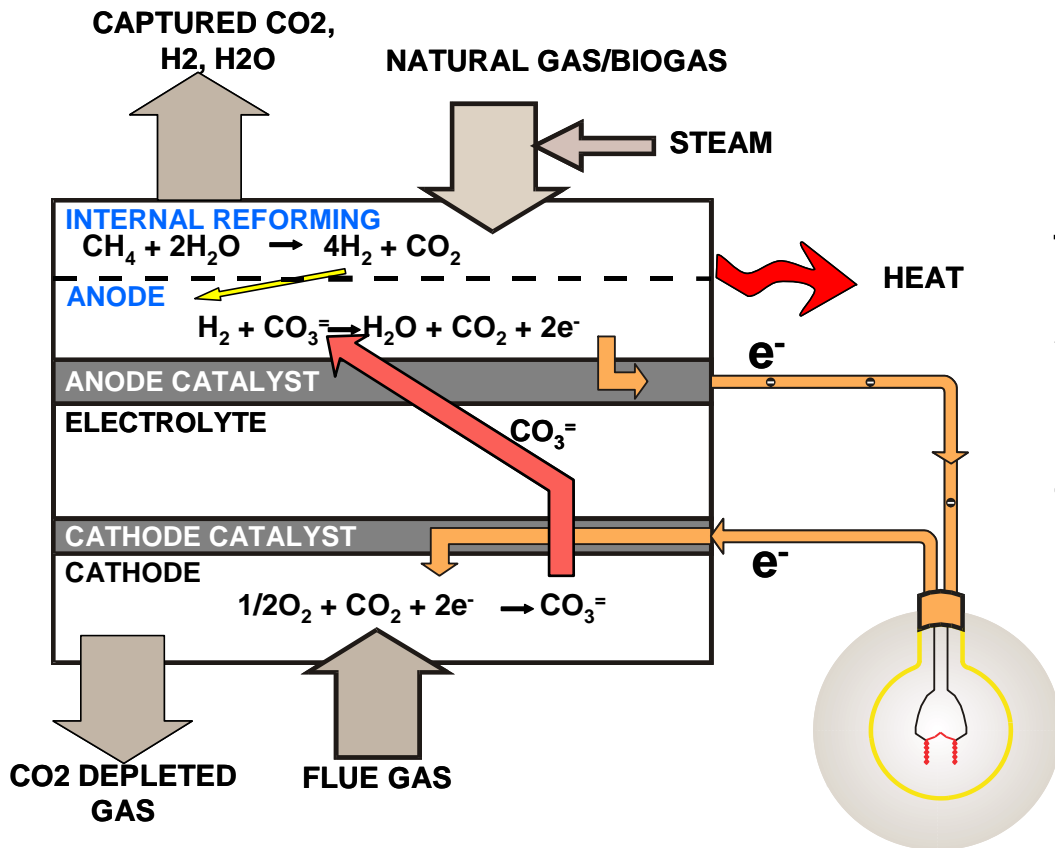 CAPTURED CO2,
H2, H2O
NATURAL GAS/BIOGAS
STEAM
INTERNAL REFORMING
CH₄ + 2H₂O → 4H₂ + CO₂
HEAT
ANODE
H₂ + CO₃⁼ → H₂O + CO₂ + 2e⁻
e⁻
ANODE CATALYST
ELECTROLYTE
CO₃⁼
CATHODE CATALYST
e⁻
CATHODE
1/2O₂ + CO₂ + 2e⁻ → CO₃⁼
CO2 DEPLETED
GAS
FLUE GAS